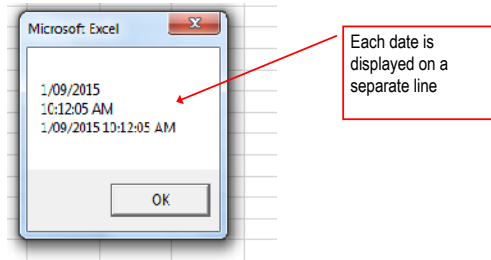 Microsoft Excel
1/09/2015
10:12:05 AM
1/09/2015 10:12:05 AM
OK
Each date is
displayed on a
separate line